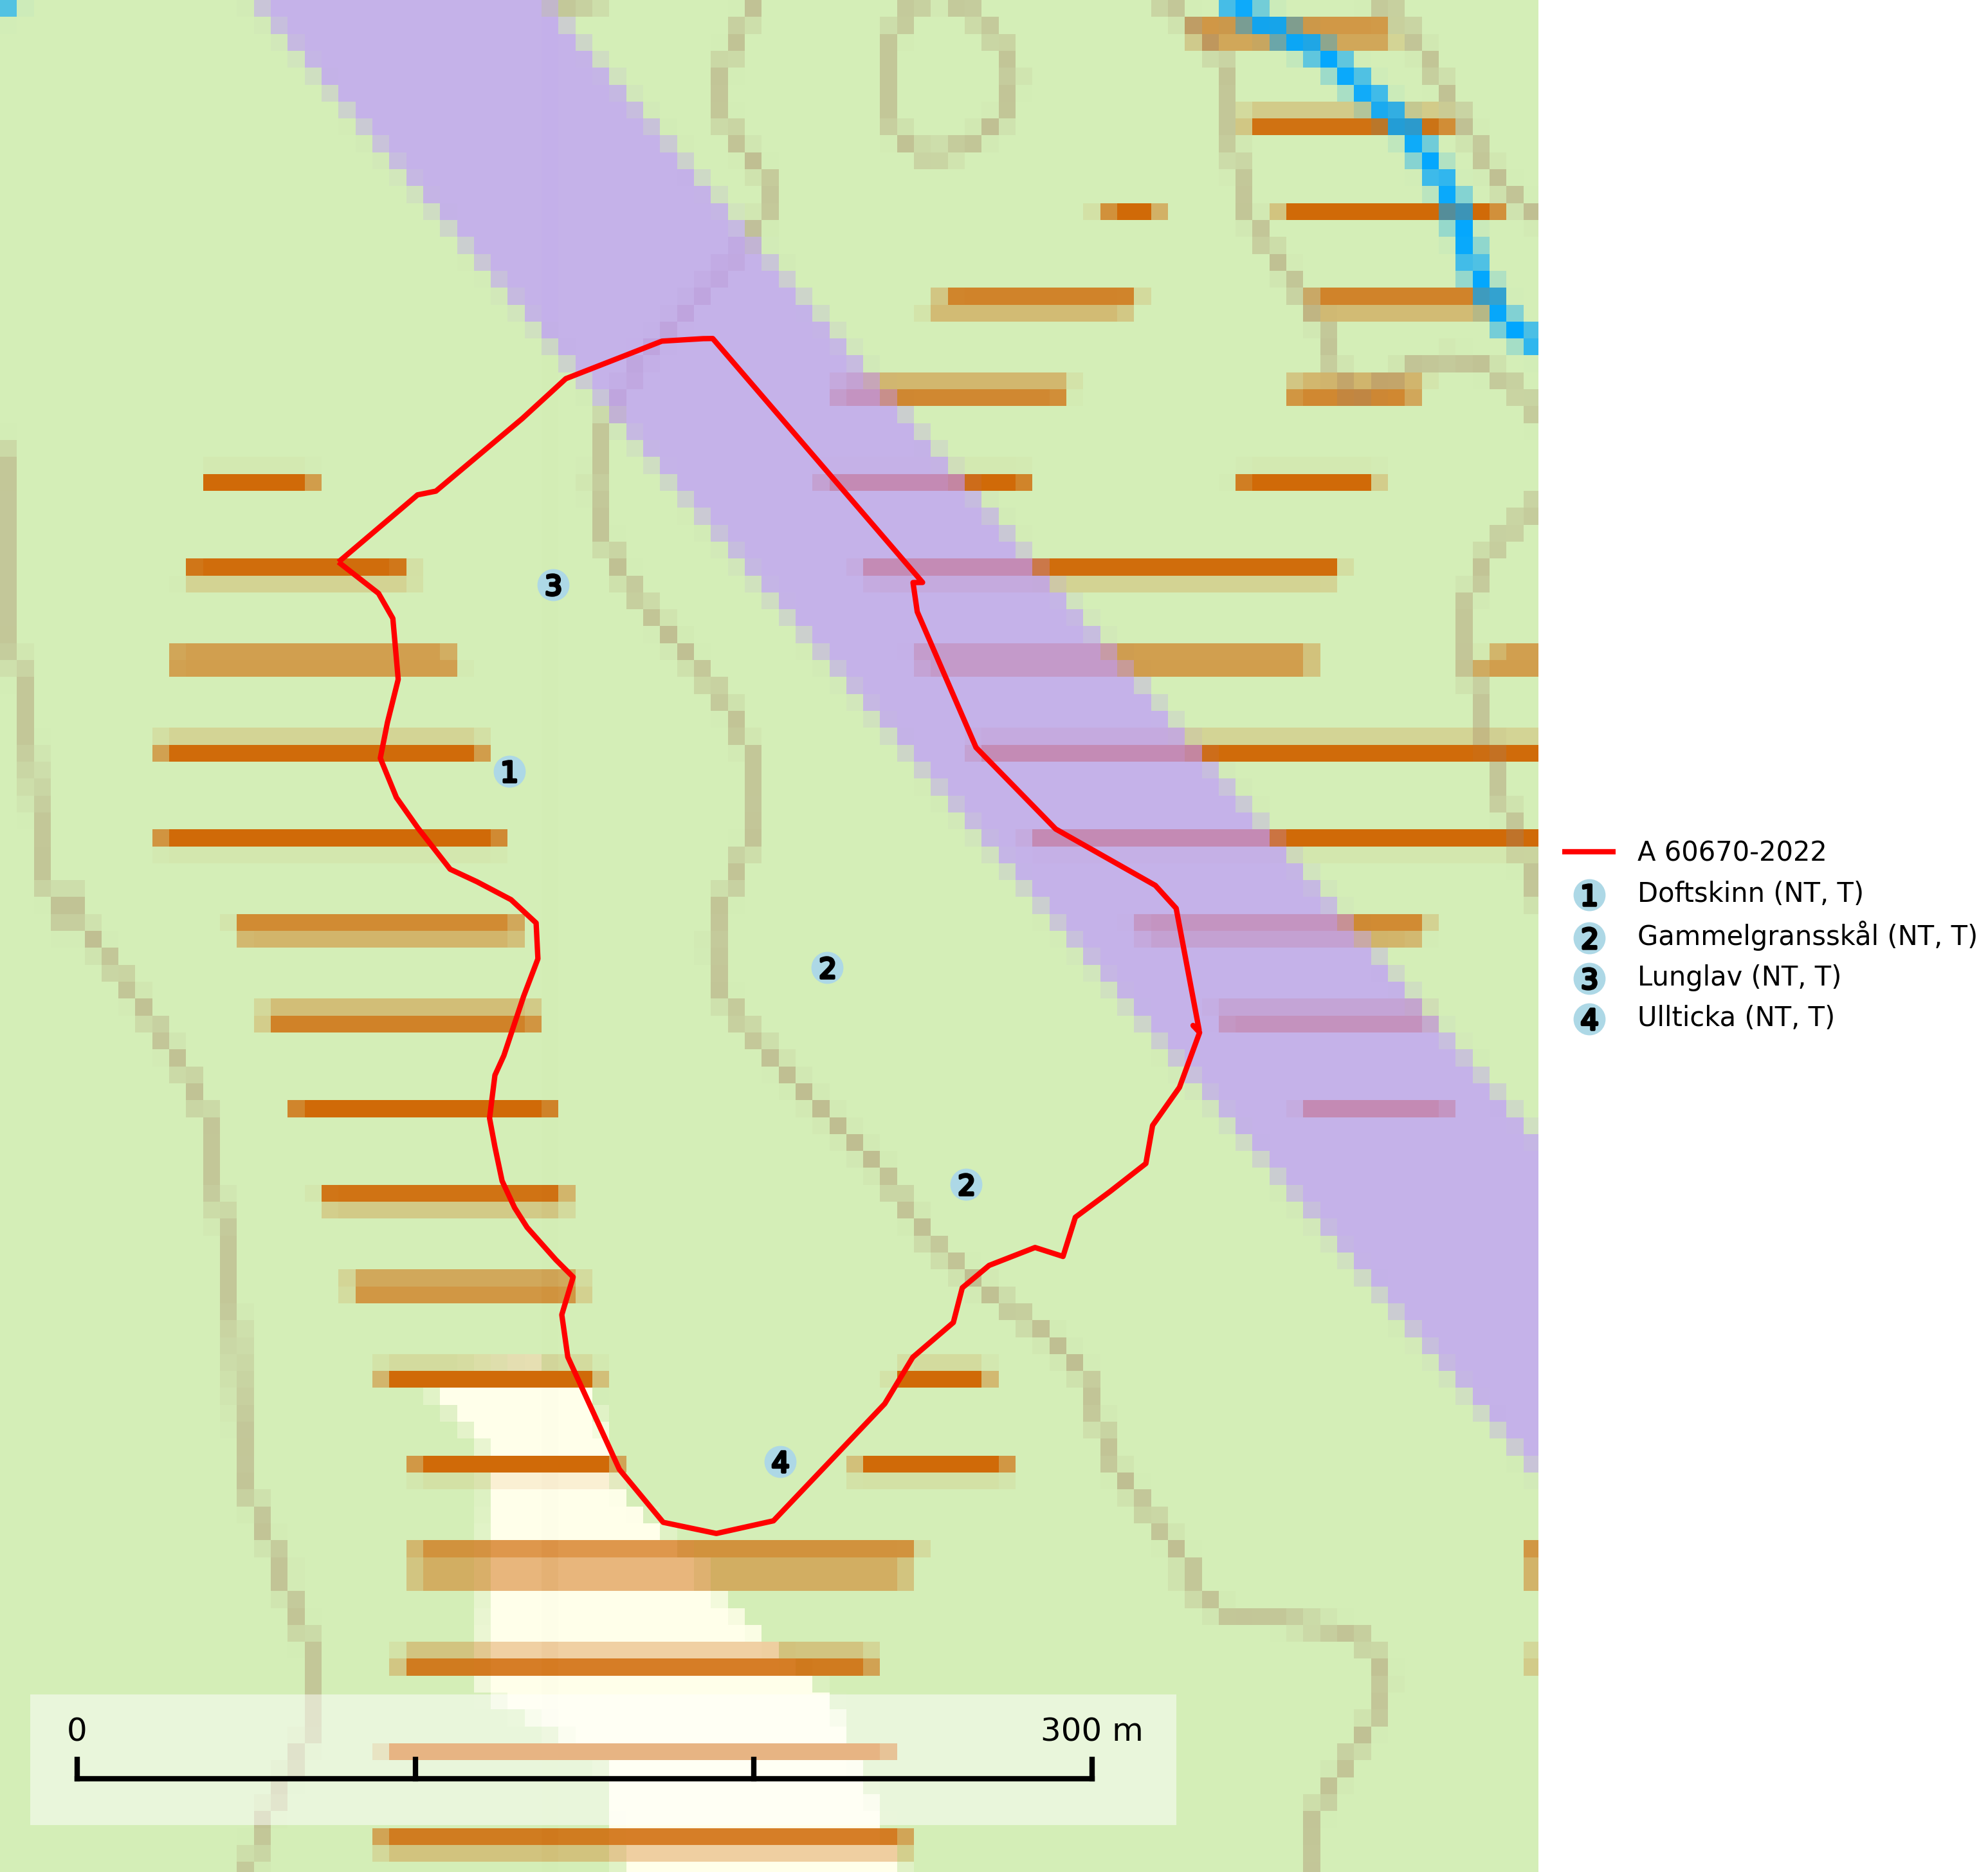 3
1
2
2
4
0 300 m
A 60670-2022
1 Doftskinn (NT, T)
2 Gammelgransskål (NT, T)
3 Lunglav (NT, T)
4 Ullticka (NT, T)